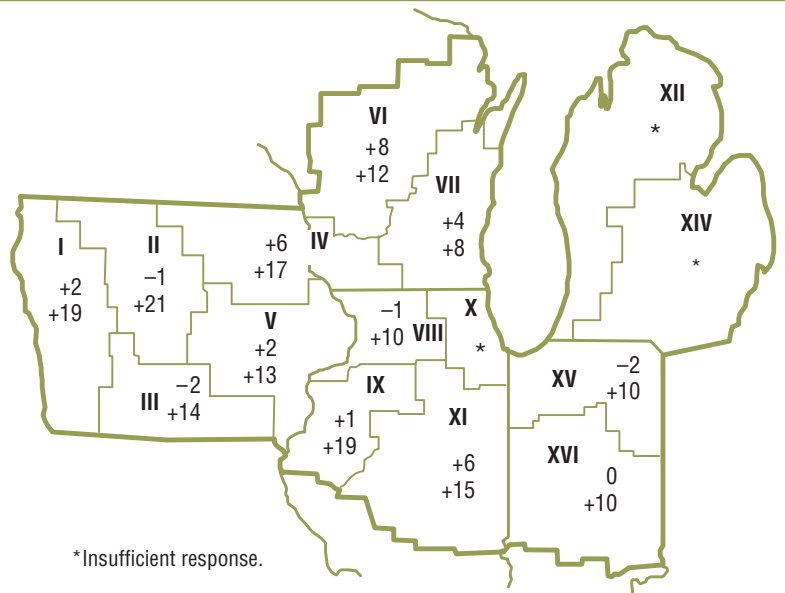 XII
*
VI
+8
+12
VII
+4
+8
XIV
*
I
+2
+19
II
−1
+21
+6
+17
IV
V
+2
+13
III
−2
+14
−1
+10
VIII
X
*
IX
+1
+19
XI
+6
+15
XV
−2
+10
XVI
0
+10
*Insufficient response.